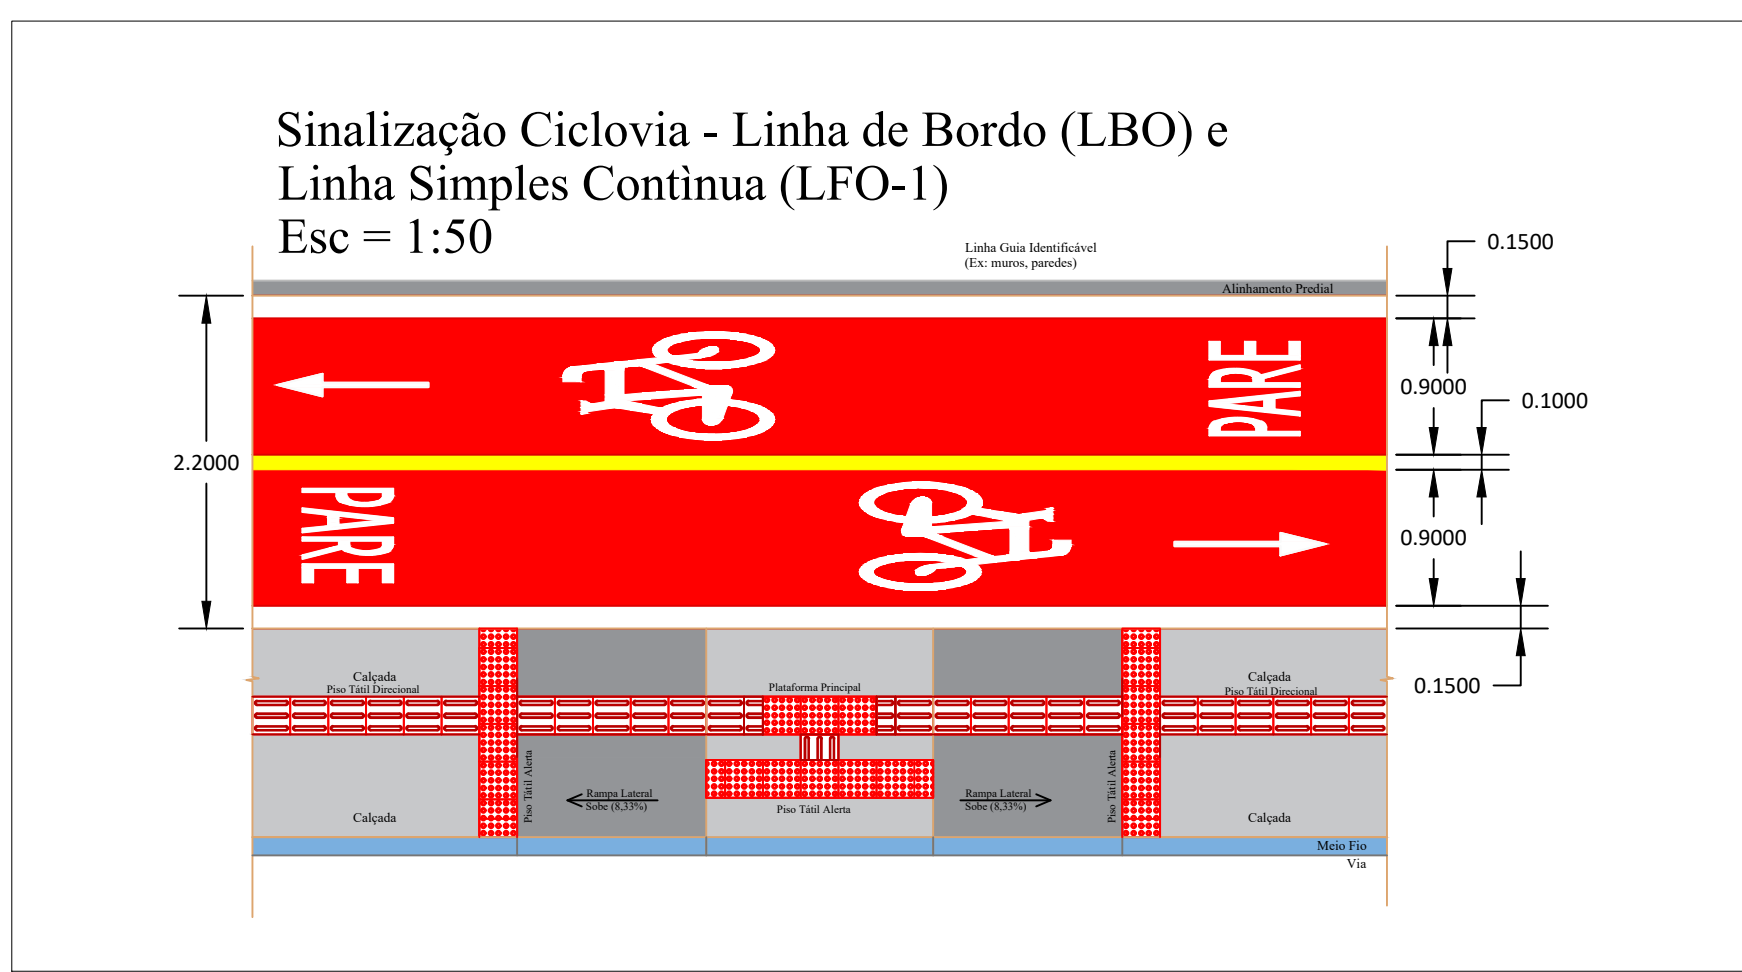 Sinalização Ciclovia - Linha de Bordo (LBO) e
Linha Simples Contìnua (LFO-1)
Esc = 1:50
Linha Guia Identificável
(Ex: muros, paredes)
0.1500
Alinhamento Predial
PARE
0.9000
0.1000
2.2000
PARE
0.9000
0.1500
Calçada
Piso Tátil Direcional
Plataforma Principal
Calçada
Piso Tátil Direcional
Piso Tátil Alerta
Rampa Lateral
Sobe (8,33%)
Piso Tátil Alerta
Rampa Lateral
Sobe (8,33%)
Piso Tátil Alerta
Calçada
Calçada
Meio Fio
Via